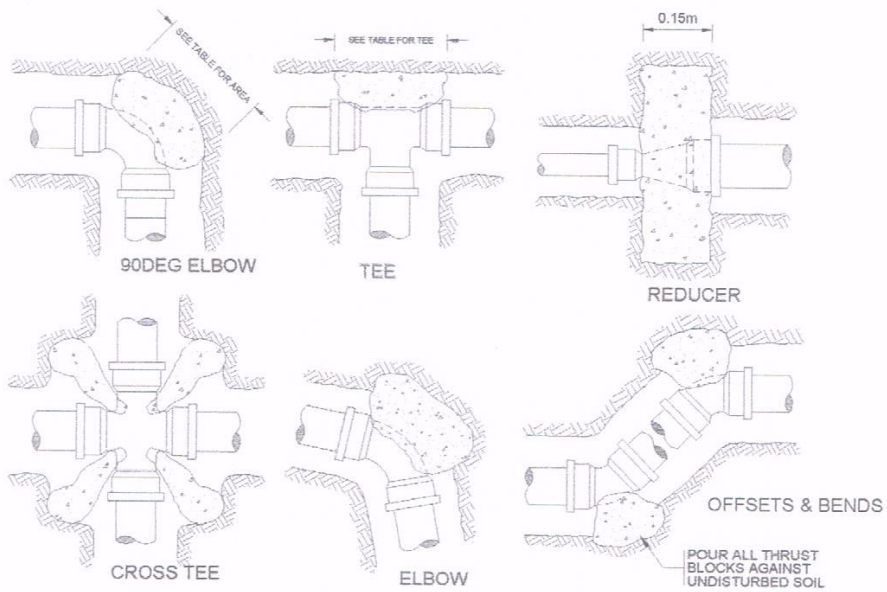 SEE TABLE FOR AREA
SEE TABLE FOR TEE
0.15m
90DEG ELBOW
TEE
REDUCER
CROSS TEE
ELBOW
OFFSETS & BENDS
POUR ALL THRUST
BLOCKS AGAINST
UNDISTURBED SOIL